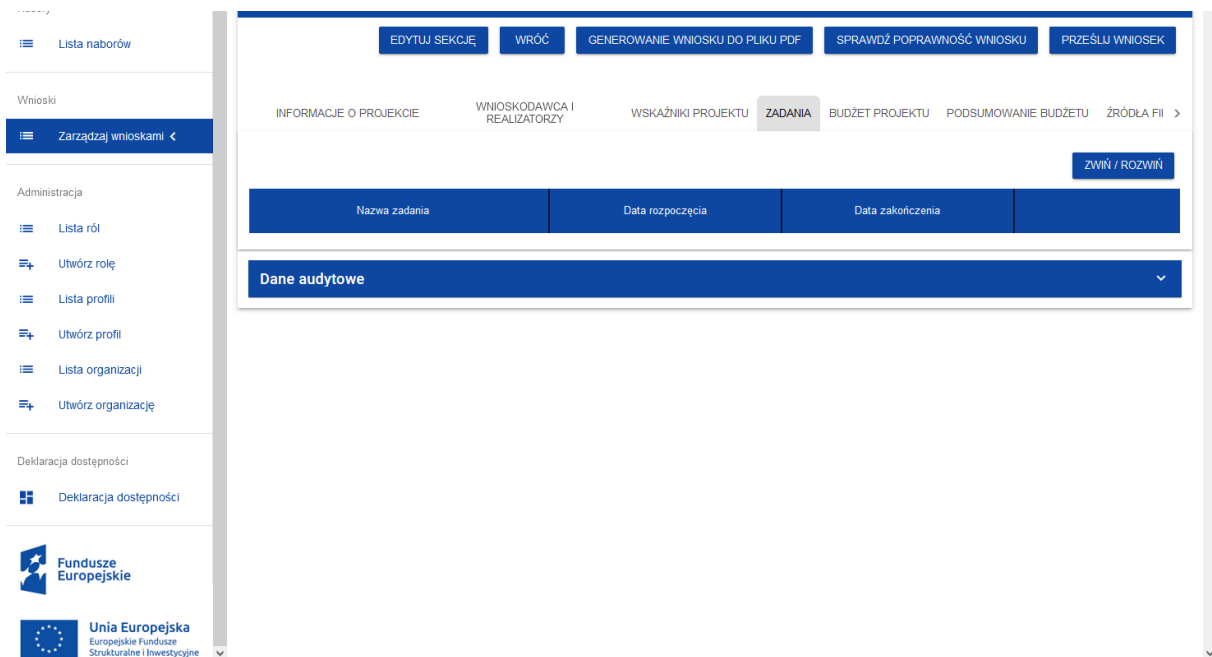 Lista naborów
Wnioski
Zarządzaj wnioskami
Administracja
Lista ról
Utwórz rolę
Lista profili
Utwórz profil
Lista organizacji
Utwórz organizację
Deklaracja dostępności
Deklaracja dostępności
Fundusze
Europejskie
Unia Europejska
Europejskie Fundusze
Strukturalne i Inwestycyjne
EDYTUJ SEKCJĘ WRÓĆ GENEROWANIE WNIOSKU DO PLIKU PDF SPRAWDŹ POPRAWNOŚĆ WNIOSKU PRZEŚLIJ WNIOSEK
INFORMACJE O PROJEKCIE WNIOSKODAWCA I
REALIZATORZY WSKAŹNIKI PROJEKTU ZADANIA BUDŻET PROJEKTU PODSUMOWANIE BUDŻETU ŹRÓDŁA FI
ZWIŃ / ROZWIŃ
Nazwa zadania Data rozpoczęcia Data zakończenia
Dane audytowe